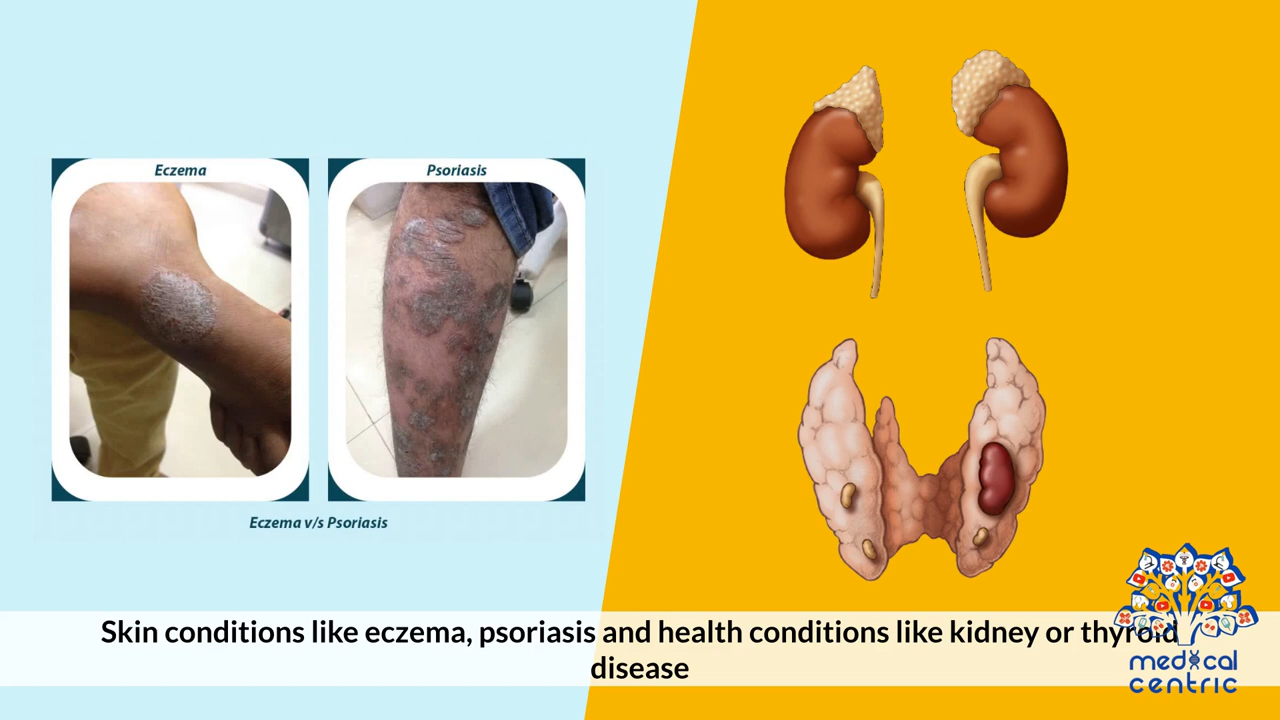 Eczema
Psoriasis
Eczema v/s Psoriasis
Skin conditions like eczema, psoriasis and health conditions like kidney or thyroid
disease
medical
centric